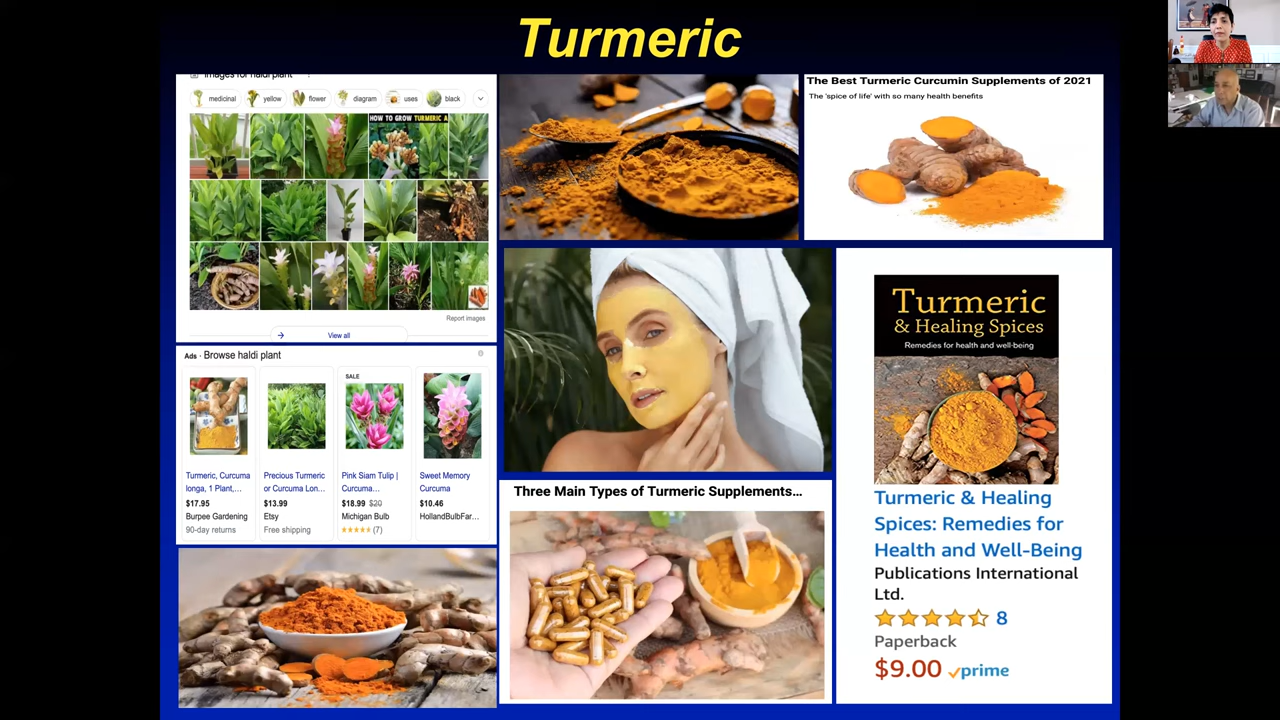 Turmeric
Images for haldi plant
medicinal
yellow
flower
diagram
uses
black
HOW TO GROW TURMERIC A
Report images
View all
Ads · Browse haldi plant
SALE
Turmeric, Curcuma
longa, 1 Plant,...
$17.95
Burpee Gardening
90-day returns
Precious Turmeric
or Curcuma Lon...
$13.99
Etsy
Free shipping
Pink Siam Tulip |
Curcuma...
$18.99 $20
Michigan Bulb
(7)
Sweet Memory
Curcuma
$10.46
HollandBulbFar...
The Best Turmeric Curcumin Supplements of 2021
The 'spice of life' with so many health benefits
Three Main Types of Turmeric Supplements...
Turmeric
& Healing Spices
Remedies for health and well-being
Turmeric & Healing
Spices: Remedies for
Health and Well-Being
Publications International
Ltd.
8
Paperback
$9.00 prime